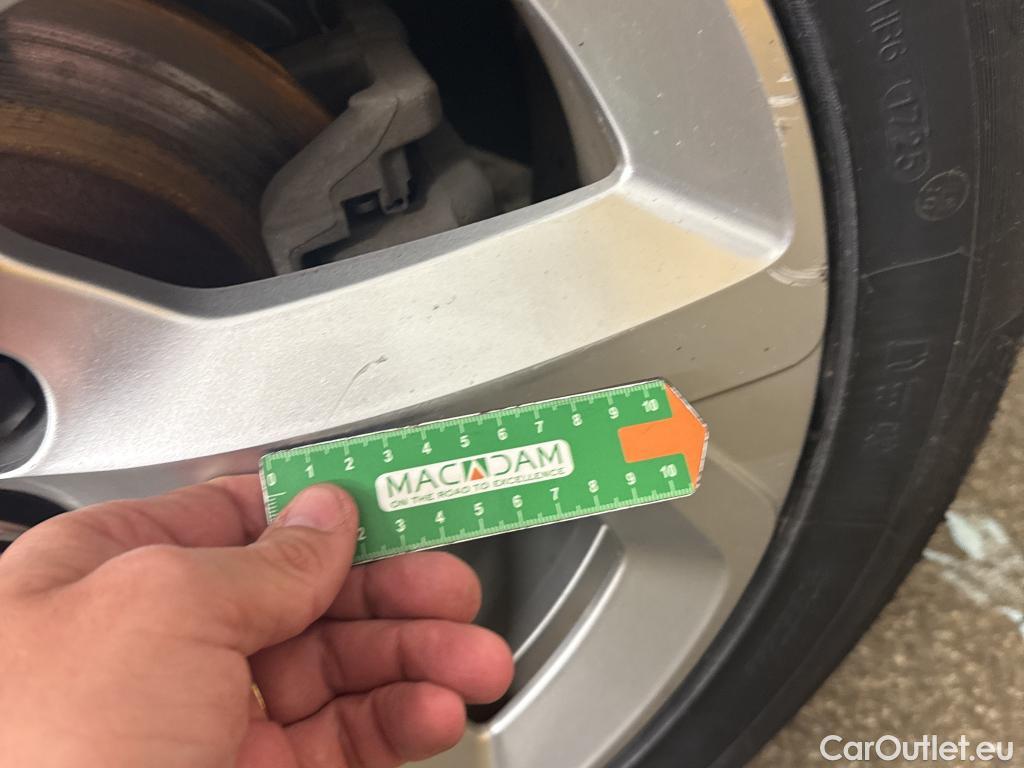 1725
0 1 2 3 4 5 6 7 8 9 10
MACADAM
ON THE ROAD TO EXCELLENCE
2 3 4 5 6 7 8 9 10
CarOutlet.eu